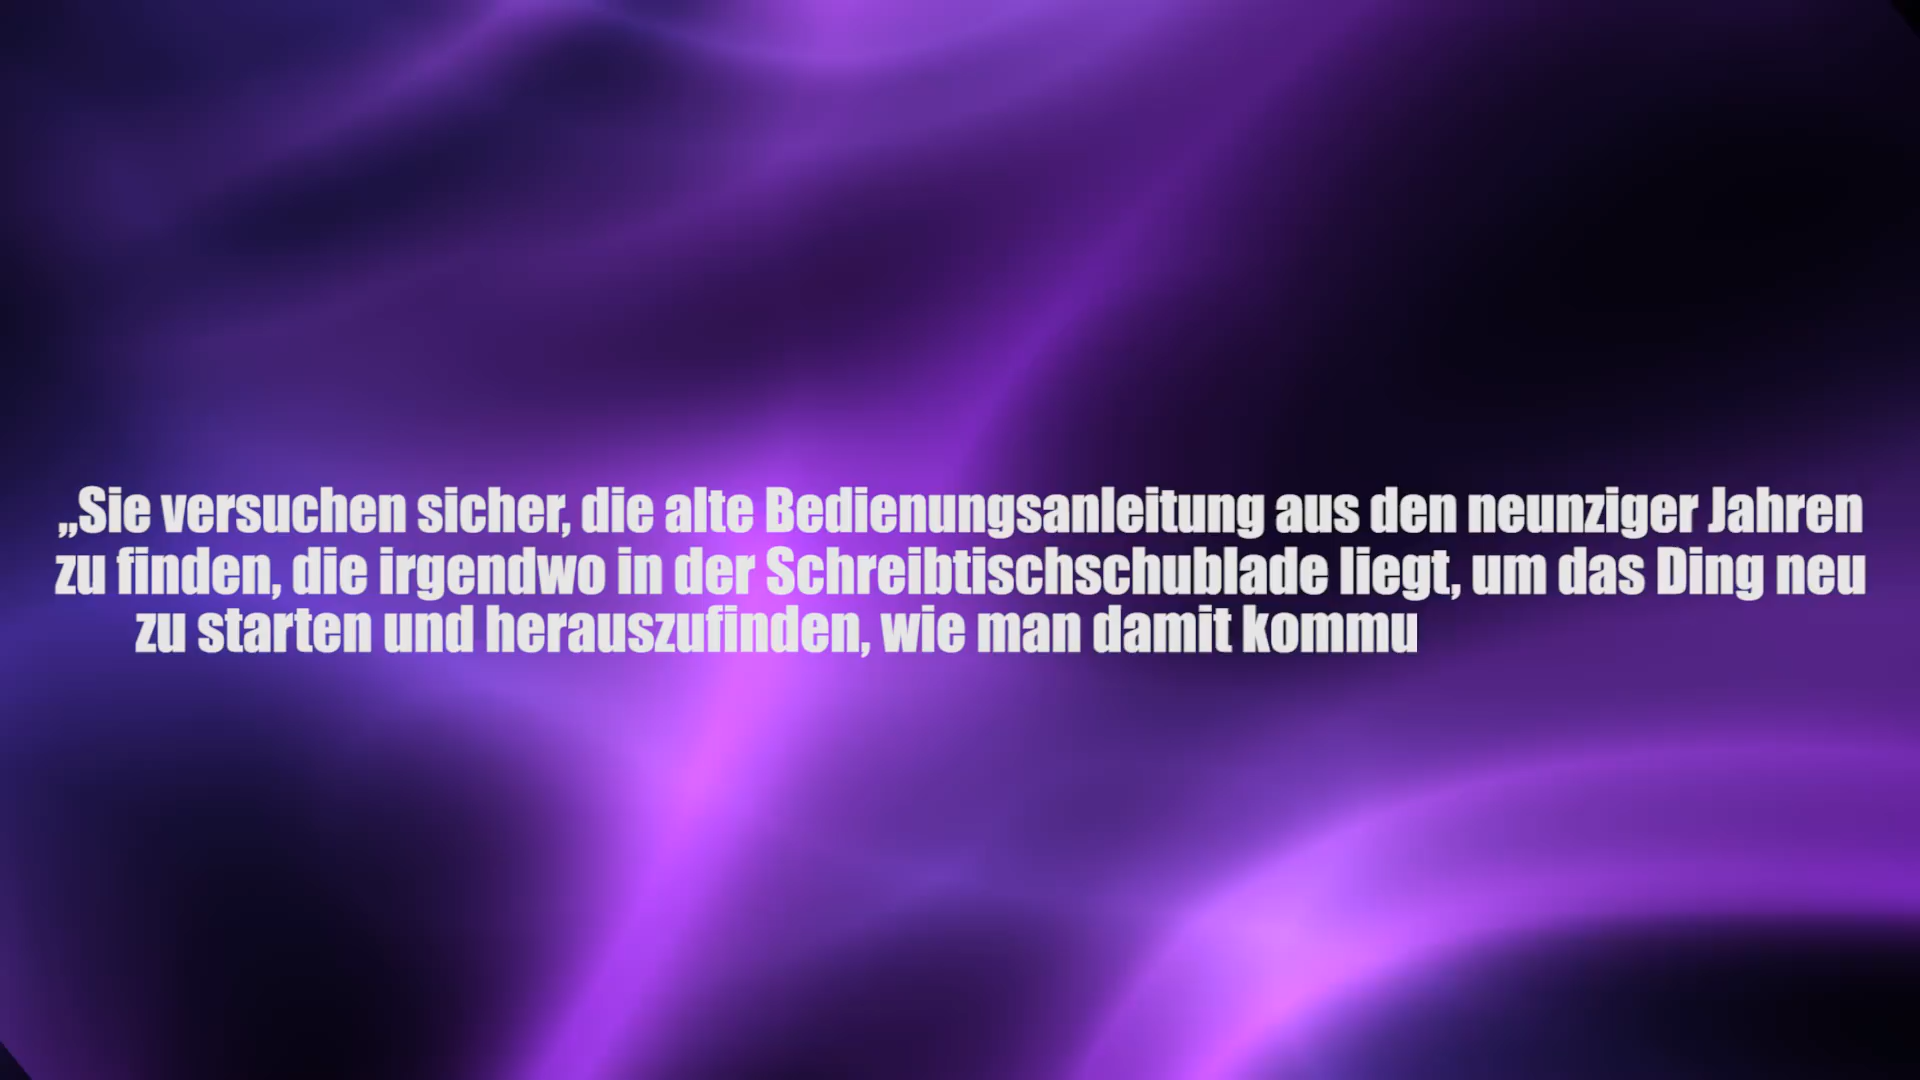 „Sie versuchen sicher, die alte Bedienungsanleitung aus den neunziger Jahren
zu finden, die irgendwo in der Schreibtischschublade liegt, um das Ding neu
zu starten und herauszufinden, wie man damit kommu